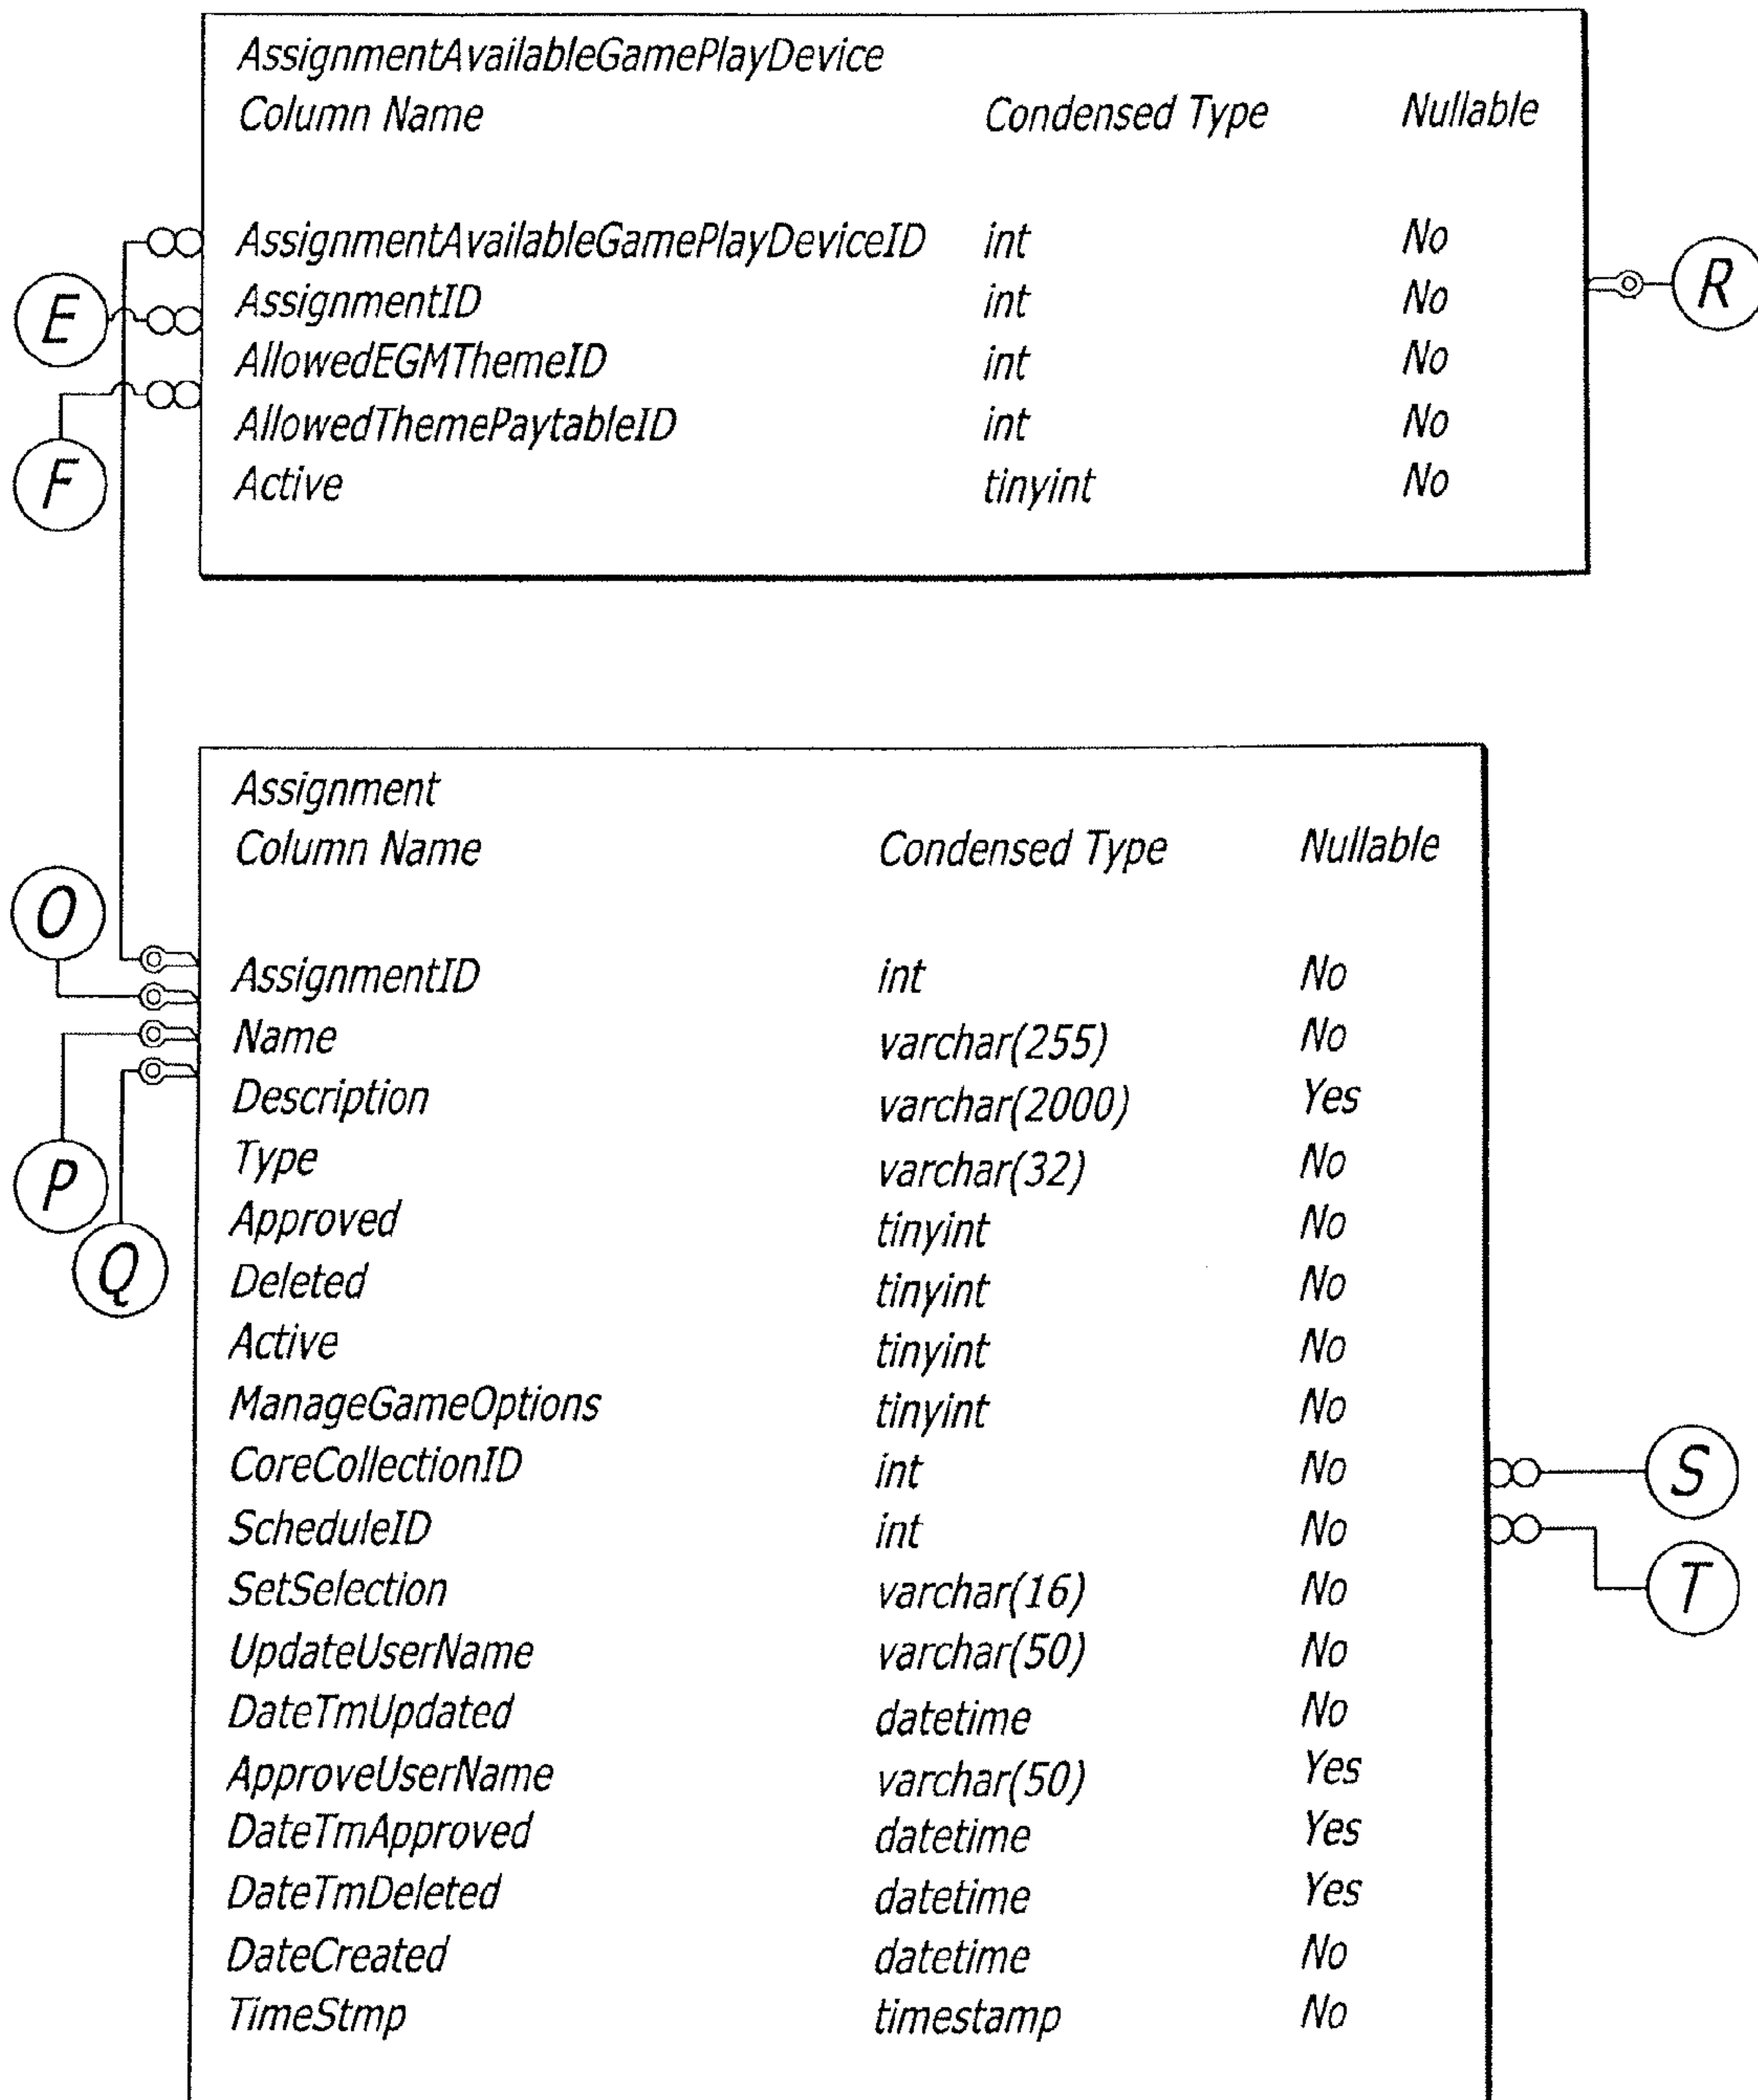 AssignmentAvailableGamePlayDevice
Column Name Condensed Type Nullable
AssignmentAvailableGamePlayDeviceID int No
AssignmentID int No
AllowedEGMThemeID int No
AllowedThemePaytableID int No
Active tinyint No
E
F
R
Assignment
Column Name Condensed Type Nullable
AssignmentID int No
Name varchar(255) No
Description varchar(2000) Yes
Type varchar(32) No
Approved tinyint No
Deleted tinyint No
Active tinyint No
ManageGameOptions tinyint No
CoreCollectionID int No
ScheduleID int No
SetSelection varchar(16) No
UpdateUserName varchar(50) No
DateTmUpdated datetime No
ApproveUserName varchar(50) Yes
DateTmApproved datetime Yes
DateTmDeleted datetime Yes
DateCreated datetime No
TimeStmp timestamp No
O
P
Q
S
T